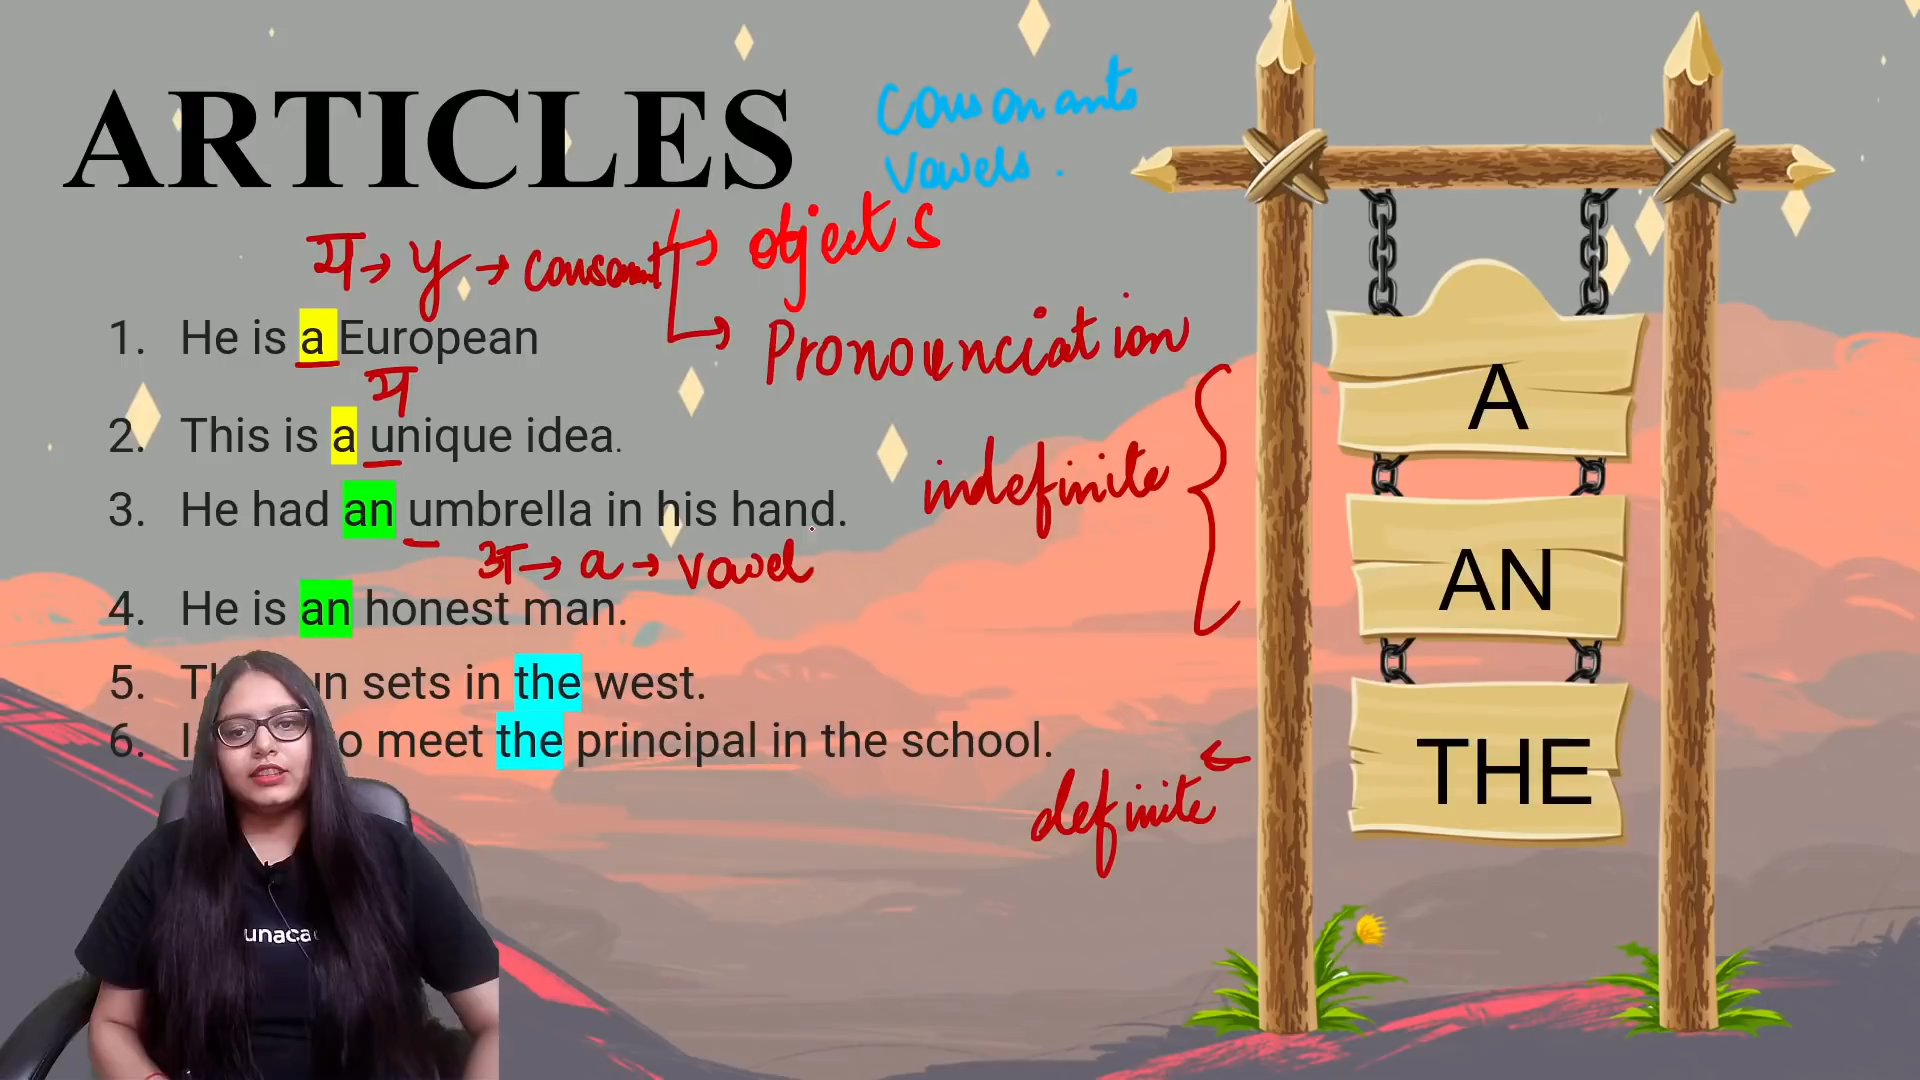 ARTICLES
Consonants
Vowels.
य → y → consonant
→ objects
→ Pronounciation
1. He is a European
य
2. This is a unique idea.
3. He had an umbrella in his hand.
अ → a → vowel
indefinite
4. He is an honest man.
5. sets in the west.
6. meet the principal in the school.
definite
A
AN
THE
unaca